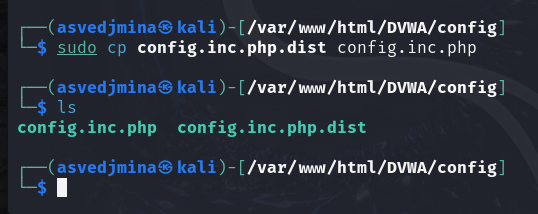 ┌──(asvedjmina㉿kali)-[/var/www/html/DVWA/config]
└─$ sudo cp config.inc.php.dist config.inc.php
┌──(asvedjmina㉿kali)-[/var/www/html/DVWA/config]
└─$ ls
config.inc.php  config.inc.php.dist
┌──(asvedjmina㉿kali)-[/var/www/html/DVWA/config]
└─$